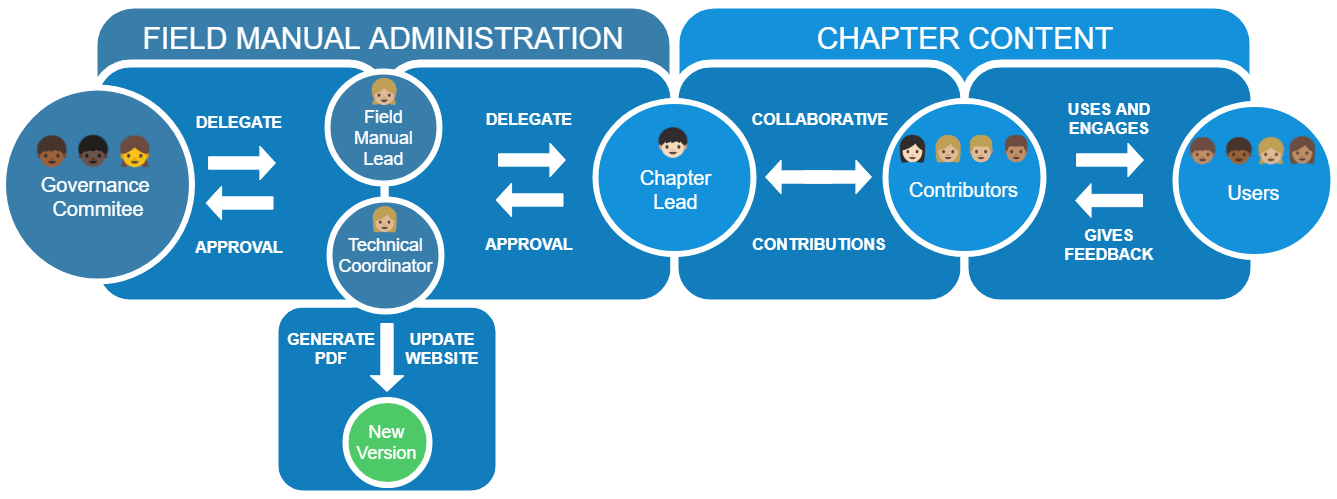 FIELD MANUAL ADMINISTRATION
CHAPTER CONTENT
Governance
Commitee
DELEGATE
APPROVAL
Field
Manual
Lead
Technical
Coordinator
DELEGATE
APPROVAL
Chapter
Lead
COLLABORATIVE
CONTRIBUTIONS
Contributors
USES AND
ENGAGES
GIVES
FEEDBACK
Users
GENERATE
PDF
UPDATE
WEBSITE
New
Version